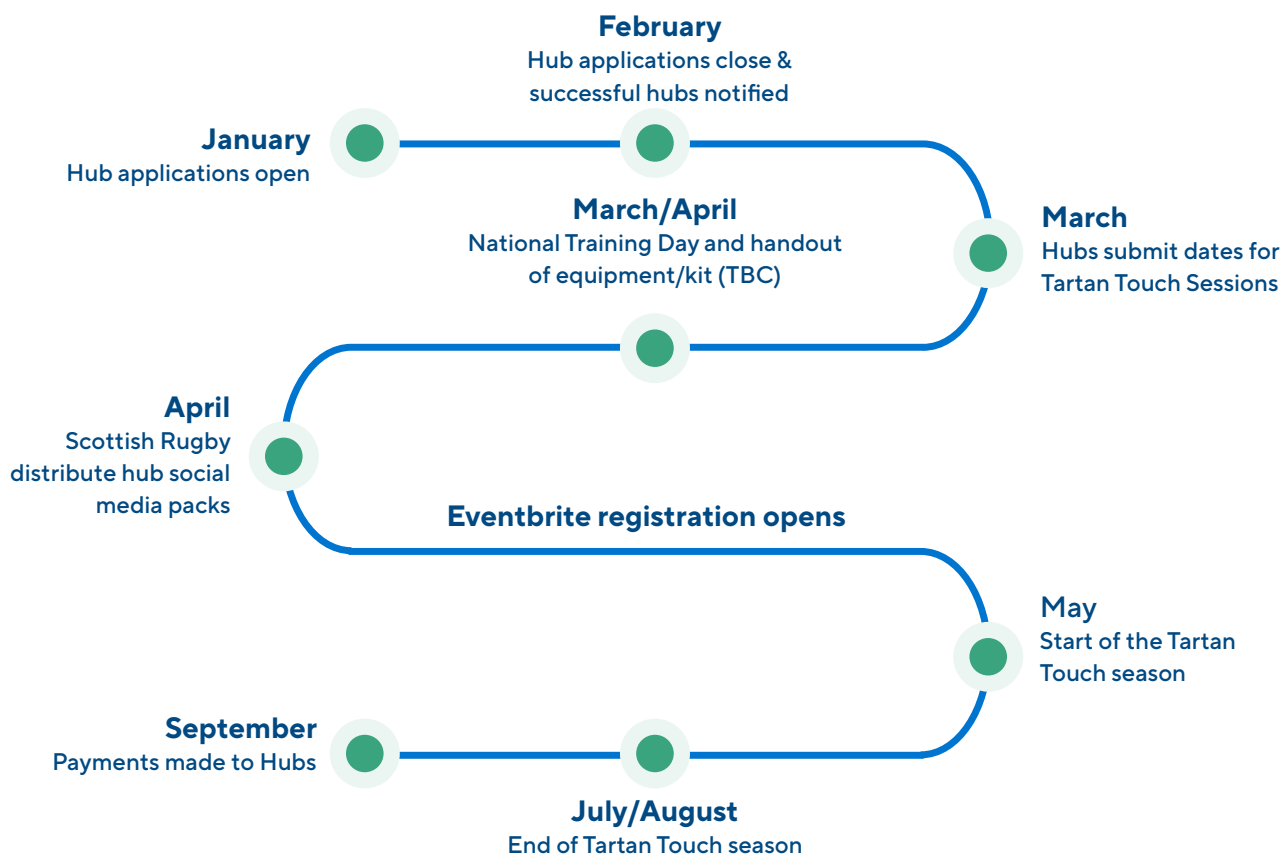 January
Hub applications open
February
Hub applications close &
successful hubs notified
March
Hubs submit dates for
Tartan Touch Sessions
March/April
National Training Day and handout
of equipment/kit (TBC)
April
Scottish Rugby
distribute hub social
media packs
Eventbrite registration opens
May
Start of the Tartan
Touch season
July/August
End of Tartan Touch season
September
Payments made to Hubs